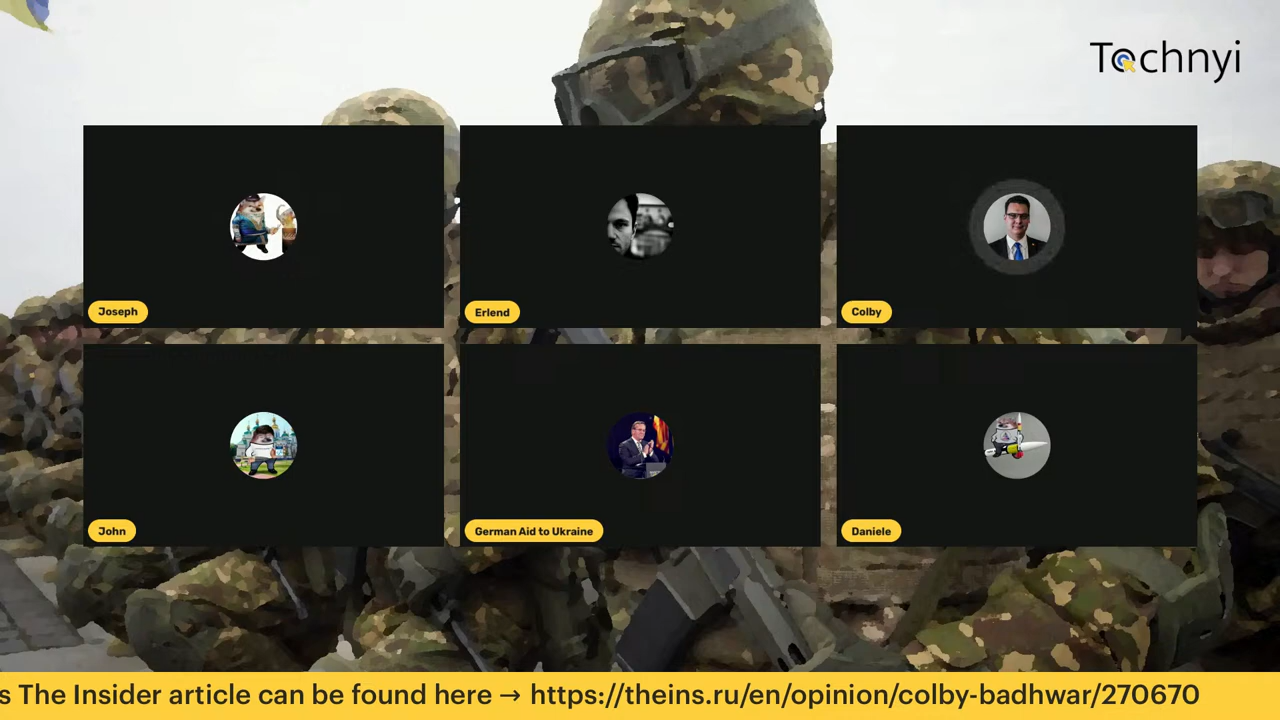 Technyi
Joseph
Erlend
Colby
John
German Aid to Ukraine
Daniele
s The Insider article can be found here → https://theins.ru/en/opinion/colby-badhwar/270670